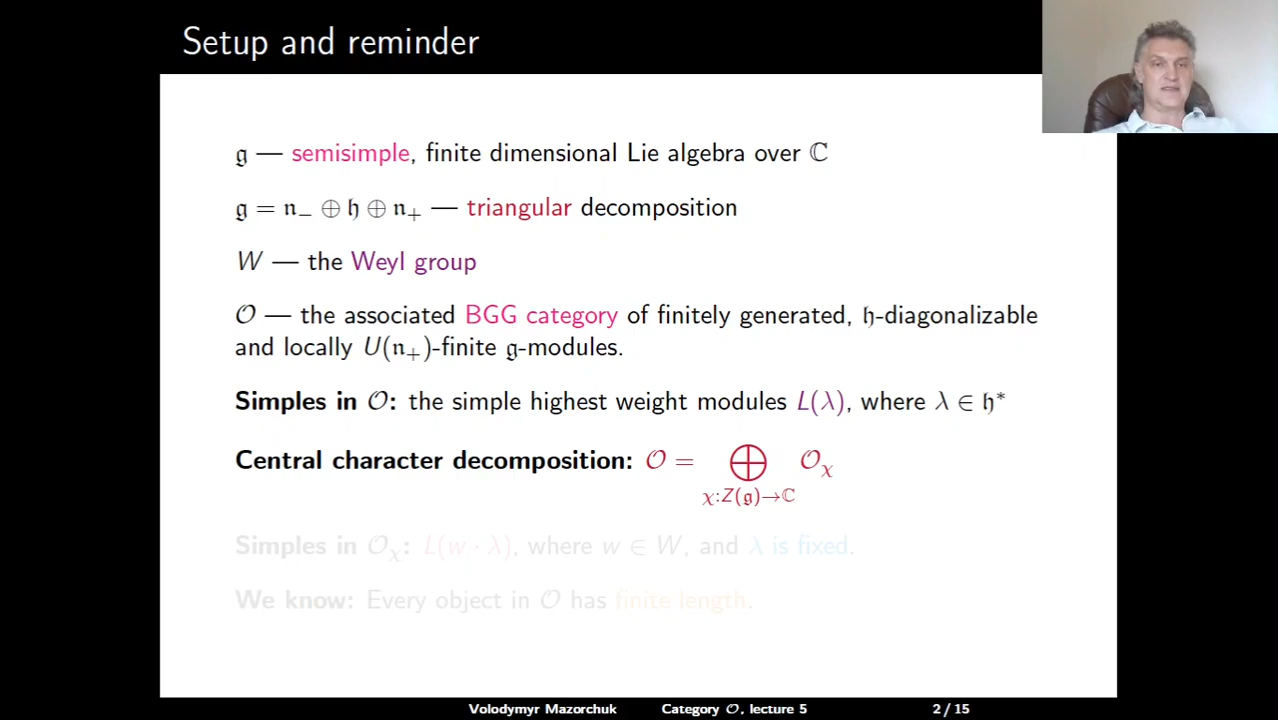 Setup and reminder
𝔤 — semisimple, finite dimensional Lie algebra over ℂ
𝔤 = 𝔫₋ ⊕ 𝔥 ⊕ 𝔫₊ — triangular decomposition
W — the Weyl group
𝒪 — the associated BGG category of finitely generated, 𝔥-diagonalizable
and locally U(𝔫₊)-finite 𝔤-modules.
Simples in 𝒪: the simple highest weight modules L(λ), where λ ∈ 𝔥*
Central character decomposition: 𝒪 = ⊕ 𝒪_χ
χ:Z(𝔤)→ℂ
Simples in 𝒪_χ: L(w · λ), where w ∈ W, and λ is fixed.
We know: Every object in 𝒪 has finite length.
Volodymyr Mazorchuk Category 𝒪, lecture 5 2 / 15